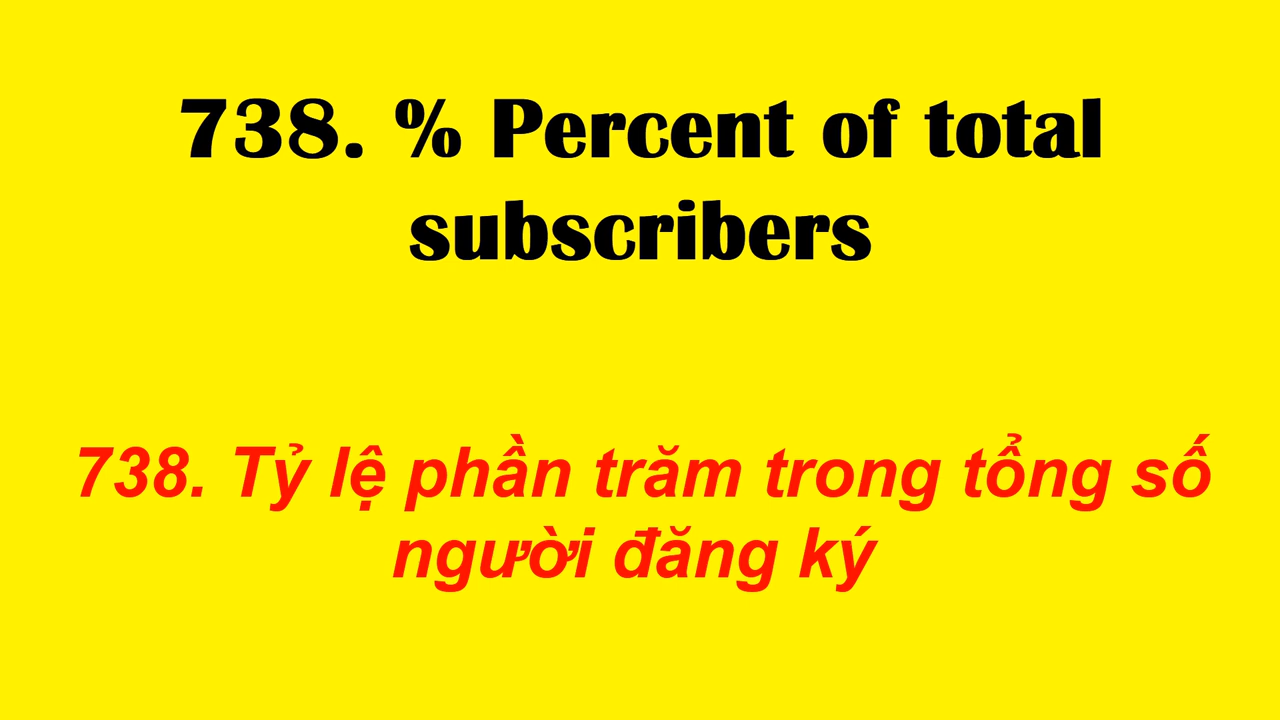 738. % Percent of total
subscribers
738. Tỷ lệ phần trăm trong tổng số
người đăng ký